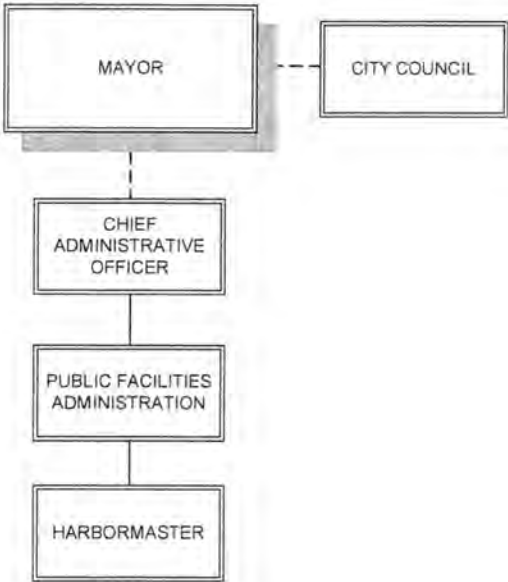 MAYOR
CITY COUNCIL
CHIEF
ADMINISTRATIVE
OFFICER
PUBLIC FACILITIES
ADMINISTRATION
HARBORMASTER